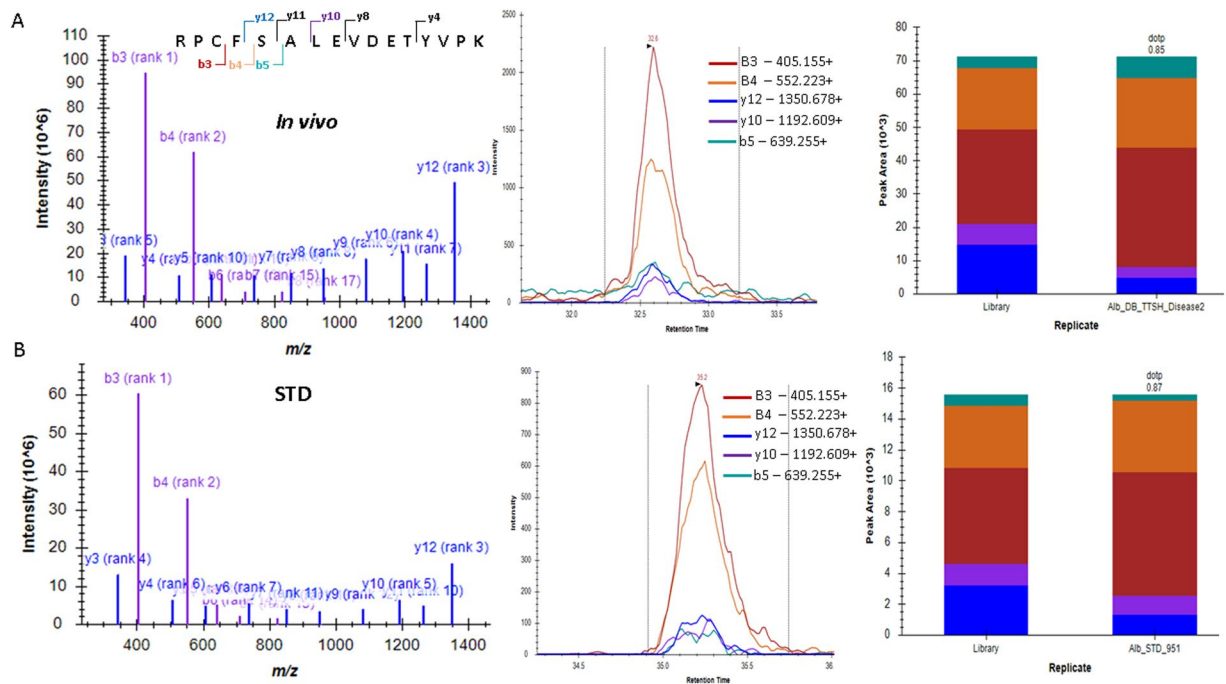 A
y12 y11 y10 y8 y4
R P C F S A L E V D E T Y V P K
b3 b4 b5
Intensity (10^6)
110
100
90
80
70
60
50
40
30
20
10
0
b3 (rank 1)
In vivo
b4 (rank 2)
y12 (rank 3)
(rank 5)
y10 (rank 4)
400 600 800 1000 1200 1400
m/z
Intensity
2500
2000
1500
1000
500
0
32.6
B3 – 405.155+
B4 – 552.223+
y12 – 1350.678+
y10 – 1192.609+
b5 – 639.255+
32.0 32.5 33.0 33.5
Retention Time
Peak Area (10^3)
80
70
60
50
40
30
20
10
0
dotp
0.85
Library Alb_DB_TTSH_Disease2
Replicate
B
Intensity (10^6)
60
50
40
30
20
10
0
b3 (rank 1)
STD
b4 (rank 2)
y12 (rank 3)
y3 (rank 4)
y4 (rank 6)
y6 (rank 7)
y10 (rank 5)
400 600 800 1000 1200 1400
m/z
Intensity
900
800
700
600
500
400
300
200
100
0
35.2
B3 – 405.155+
B4 – 552.223+
y12 – 1350.678+
y10 – 1192.609+
b5 – 639.255+
34.5 35.0 35.5 36
Retention Time
Peak Area (10^3)
18
16
14
12
10
8
6
4
2
0
dotp
0.87
Library Alb_STD_951
Replicate